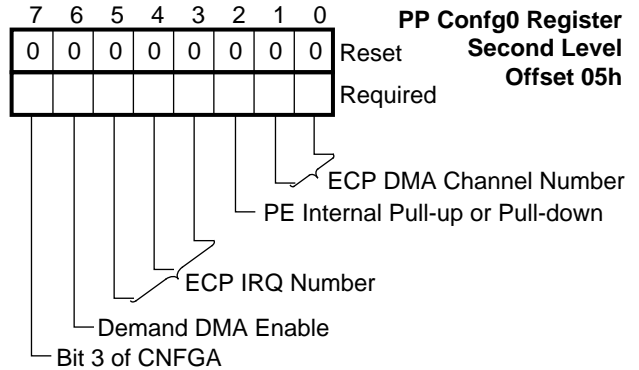 7 6 5 4 3 2 1 0
PP Confg0 Register
Second Level
Offset 05h
0 0 0 0 0 0 0 0 Reset
Required
ECP DMA Channel Number
PE Internal Pull-up or Pull-down
ECP IRQ Number
Demand DMA Enable
Bit 3 of CNFGA